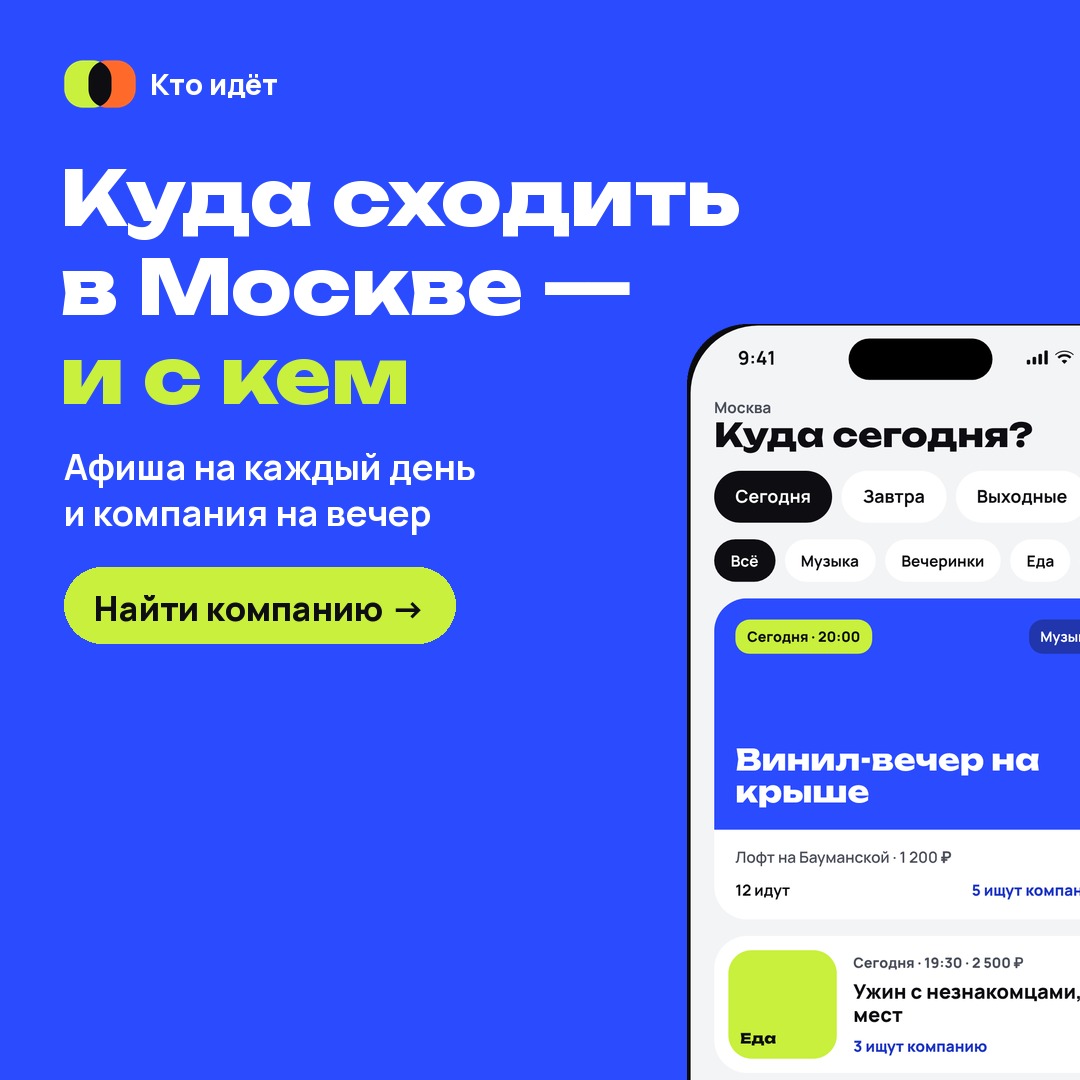 Кто идёт
Куда сходить
в Москве —
и с кем
Афиша на каждый день
и компания на вечер
Найти компанию →
9:41
Москва
Куда сегодня?
Сегодня Завтра Выходные
Всё Музыка Вечеринки Еда
Сегодня · 20:00
Винил-вечер на
крыше
Лофт на Бауманской · 1 200 ₽
12 идут 5 ищут
Сегодня · 19:30 · 2 500 ₽
Ужин с незнакомцами,
мест
Еда
3 ищут компанию